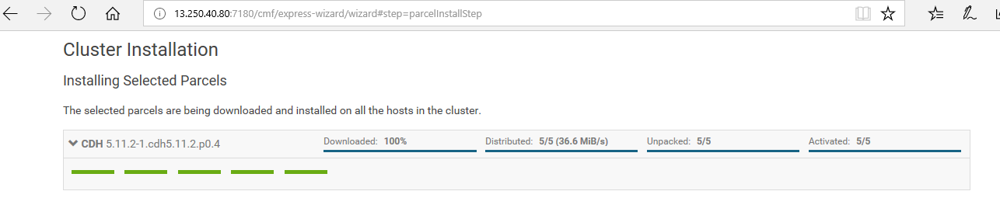 13.250.40.80:7180/cmf/express-wizard/wizard#step=parcelInstallStep
Cluster Installation
Installing Selected Parcels
The selected parcels are being downloaded and installed on all the hosts in the cluster.
CDH 5.11.2-1.cdh5.11.2.p0.4 Downloaded: 100% Distributed: 5/5 (36.6 MiB/s) Unpacked: 5/5 Activated: 5/5